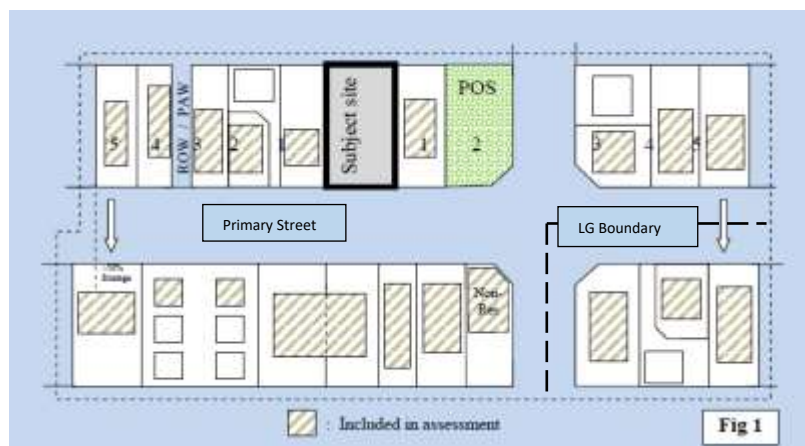 POS
Subject site
ROW / PAW
5
4
3
2
1
1
2
3
4
5
Primary Street
LG Boundary
Non-
Res
: Included in assessment
Fig 1